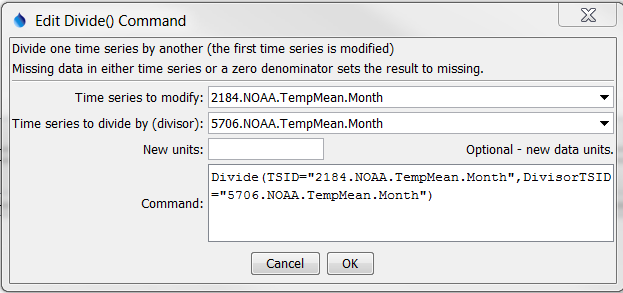 Edit Divide() Command
Divide one time series by another (the first time series is modified)
Missing data in either time series or a zero denominator sets the result to missing.
Time series to modify: 2184.NOAA.TempMean.Month
Time series to divide by (divisor): 5706.NOAA.TempMean.Month
New units: Optional - new data units.
Command: Divide(TSID="2184.NOAA.TempMean.Month",DivisorTSID
="5706.NOAA.TempMean.Month")
Cancel OK